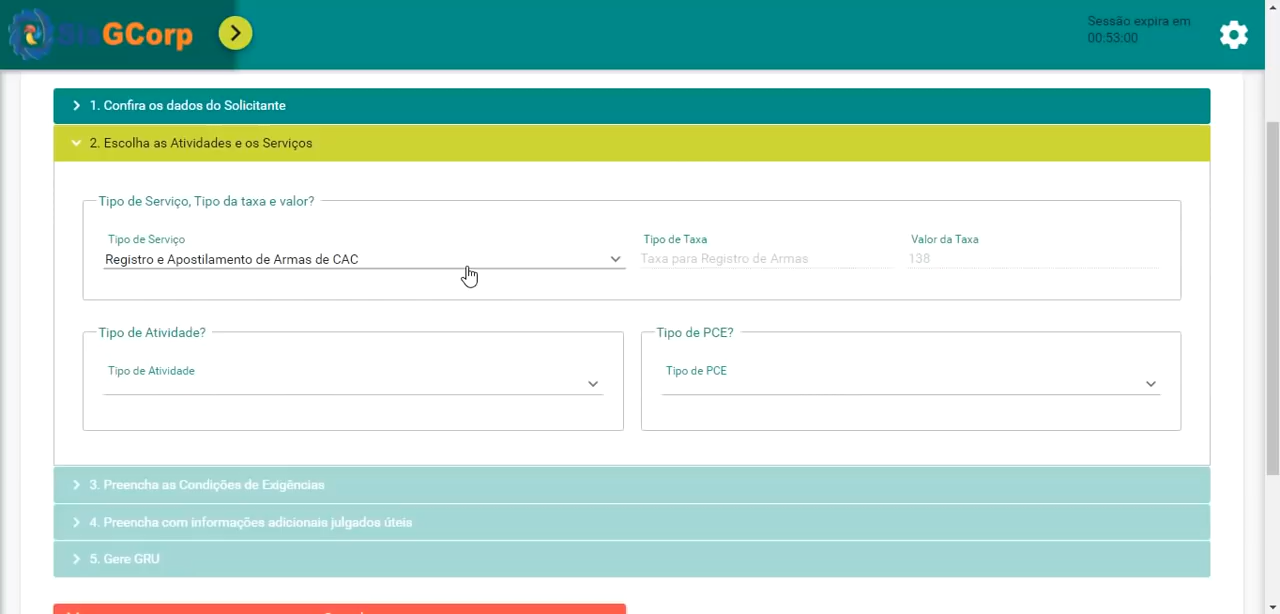 SisGCorp
Sessão expira em
00:53:00
1. Confira os dados do Solicitante
2. Escolha as Atividades e os Serviços
Tipo de Serviço, Tipo da taxa e valor?
Tipo de Serviço
Tipo de Taxa
Valor da Taxa
Registro e Apostilamento de Armas de CAC
Taxa para Registro de Armas
138
Tipo de Atividade?
Tipo de PCE?
Tipo de Atividade
Tipo de PCE
3. Preencha as Condições de Exigências
4. Preencha com informações adicionais julgados úteis
5. Gere GRU